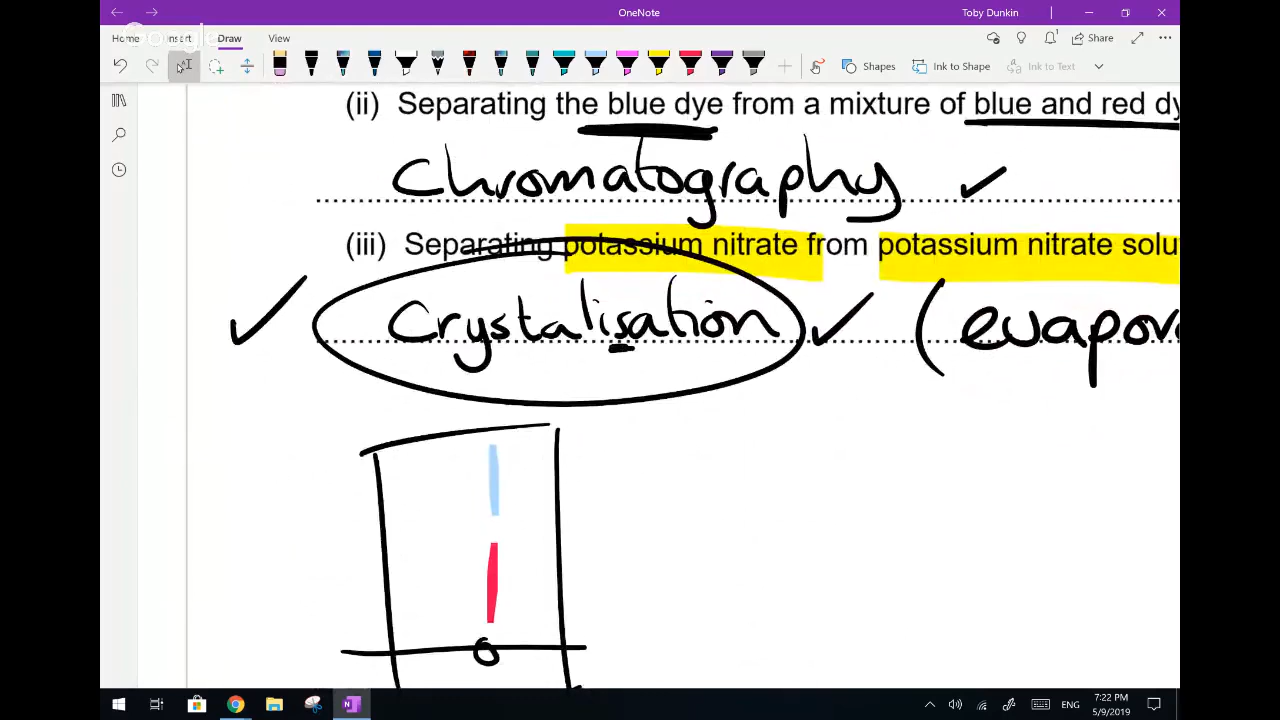 OneNote
Toby Dunkin
Google
Home Insert Draw View
Shapes Ink to Shape Ink to Text
Share
(ii) Separating the blue dye from a mixture of blue and red dy
Chromatography ✓
(iii) Separating potassium nitrate from potassium nitrate solu
✓ Crystalisation ✓ (evapor
ENG
7:22 PM
5/9/2019